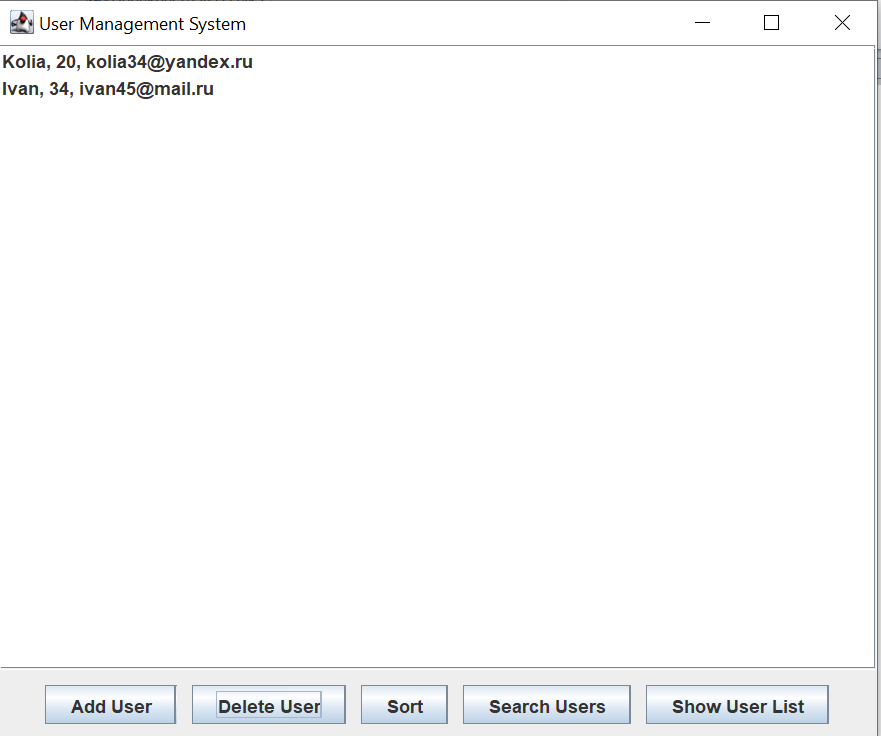 User Management System
Kolia, 20, kolia34@yandex.ru
Ivan, 34, ivan45@mail.ru
Add User Delete User Sort Search Users Show User List